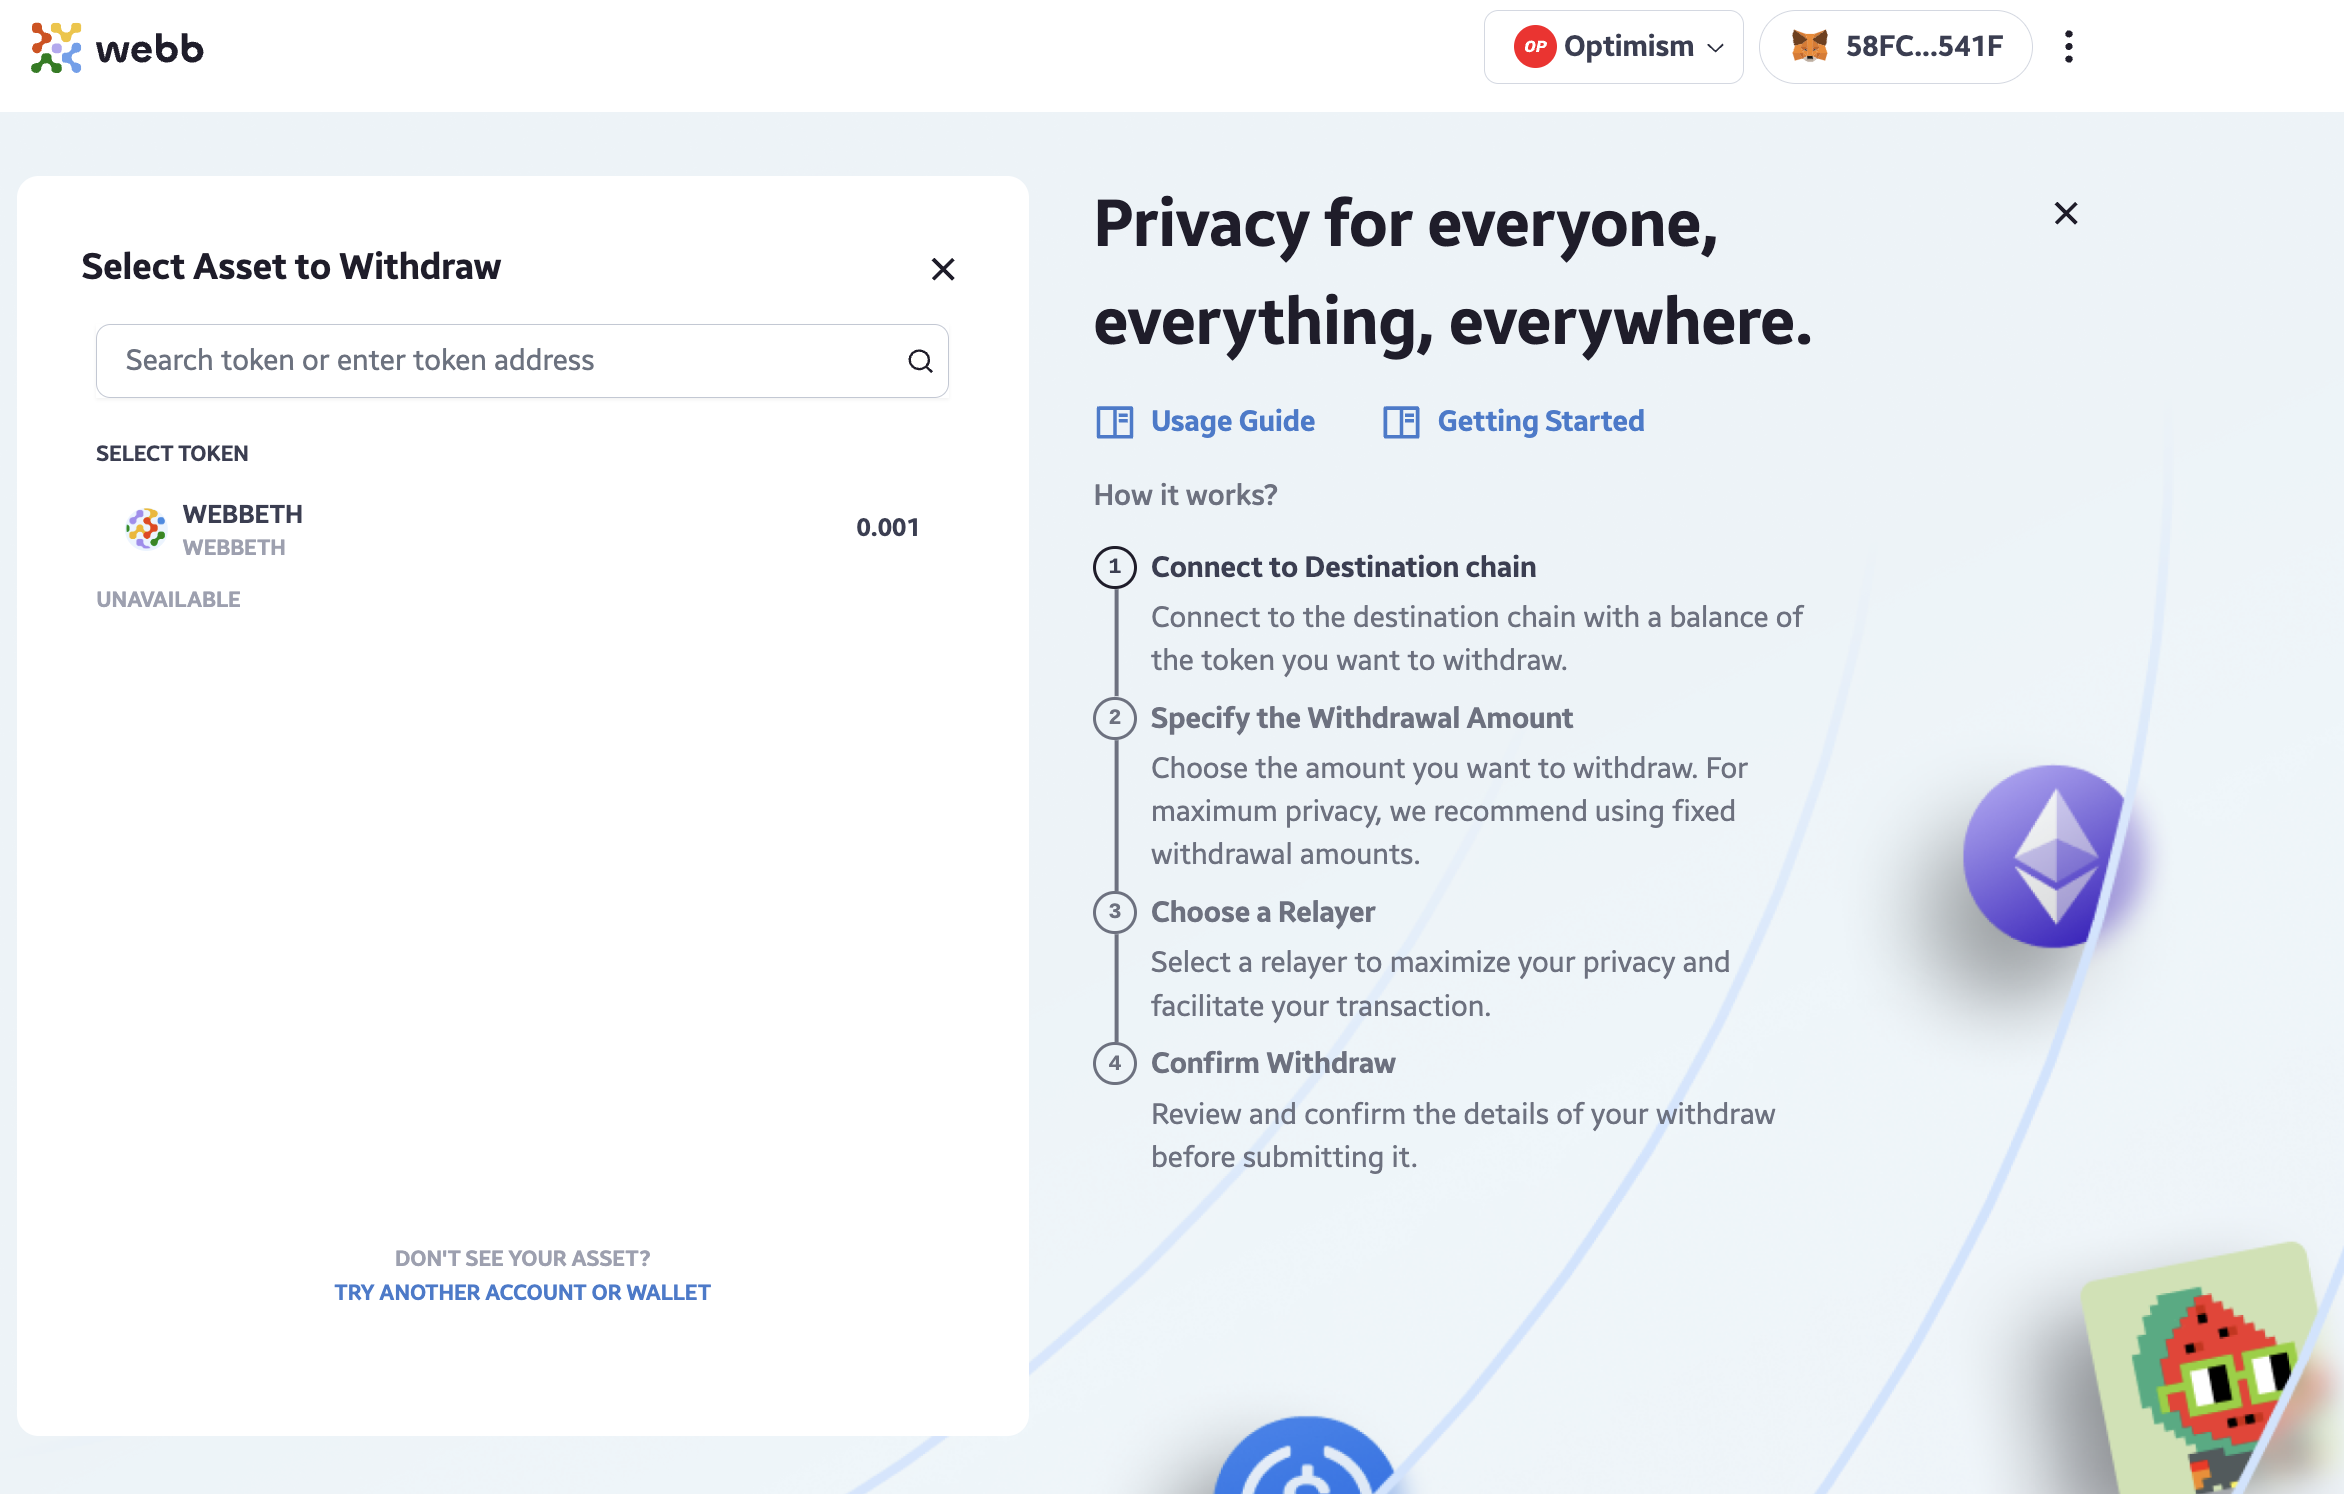 webb
OP Optimism
58FC...541F
Select Asset to Withdraw
Search token or enter token address
SELECT TOKEN
WEBBETH
WEBBETH
0.001
UNAVAILABLE
DON'T SEE YOUR ASSET?
TRY ANOTHER ACCOUNT OR WALLET
Privacy for everyone,
everything, everywhere.
Usage Guide
Getting Started
How it works?
1 Connect to Destination chain
Connect to the destination chain with a balance of
the token you want to withdraw.
2 Specify the Withdrawal Amount
Choose the amount you want to withdraw. For
maximum privacy, we recommend using fixed
withdrawal amounts.
3 Choose a Relayer
Select a relayer to maximize your privacy and
facilitate your transaction.
4 Confirm Withdraw
Review and confirm the details of your withdraw
before submitting it.